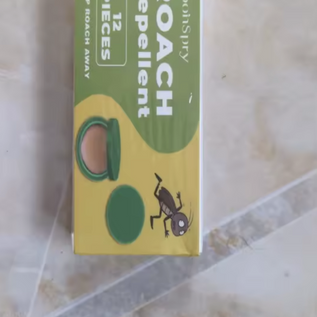 ROACH
epellent
12
PIECES
P ROACH AWAY